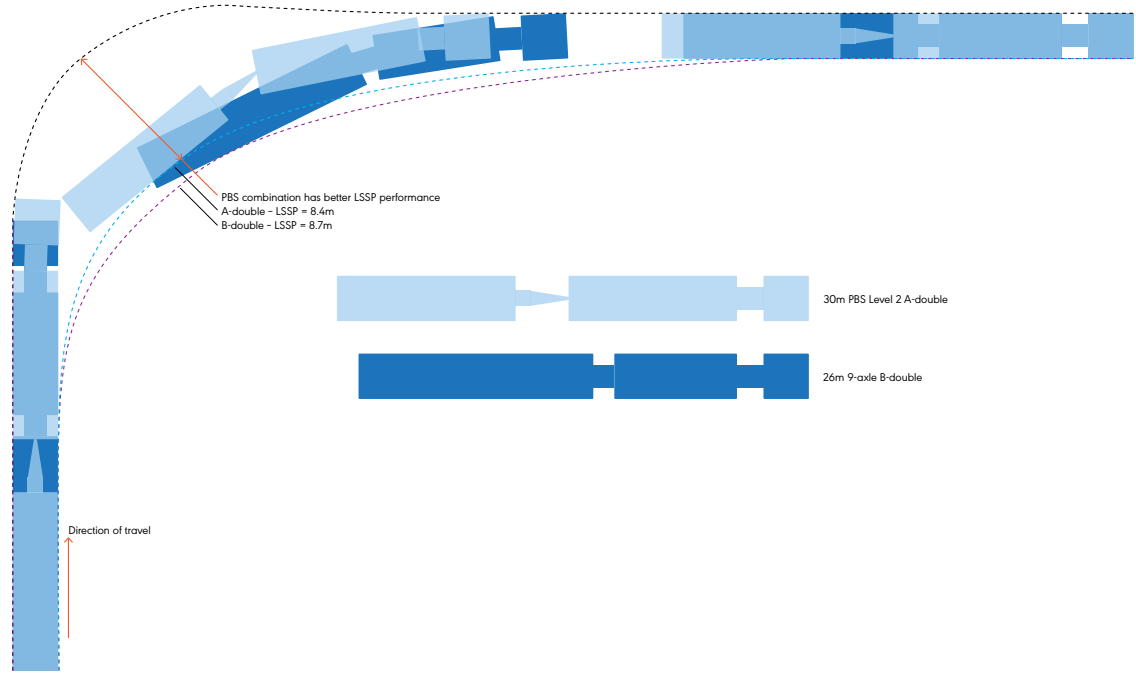 PBS combination has better LSSP performance
A-double – LSSP = 8.4m
B-double – LSSP = 8.7m
30m PBS Level 2 A-double
26m 9-axle B-double
Direction of travel